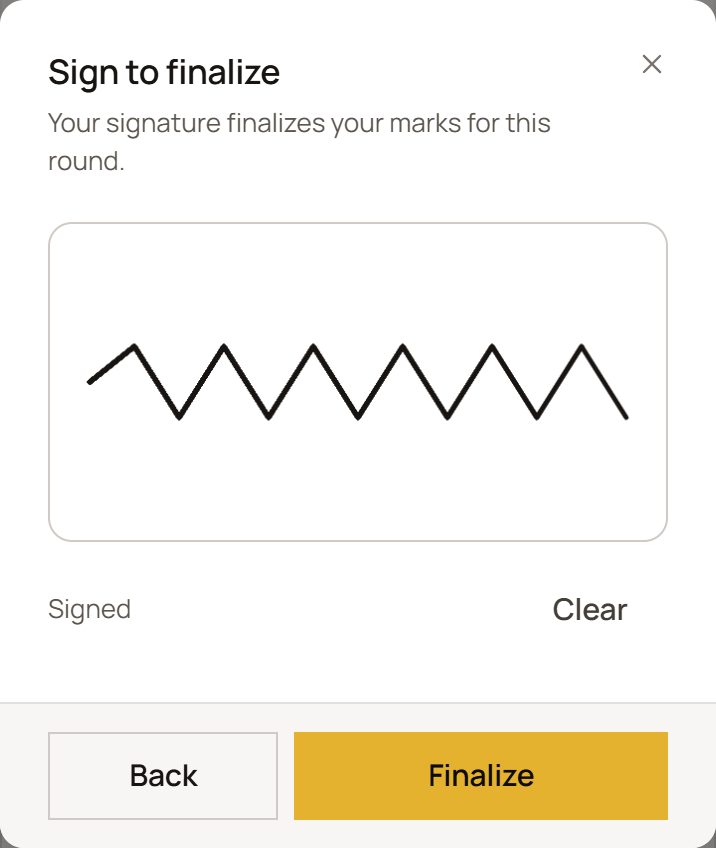 Sign to finalize
Your signature finalizes your marks for this
round.
Signed
Clear
Back
Finalize